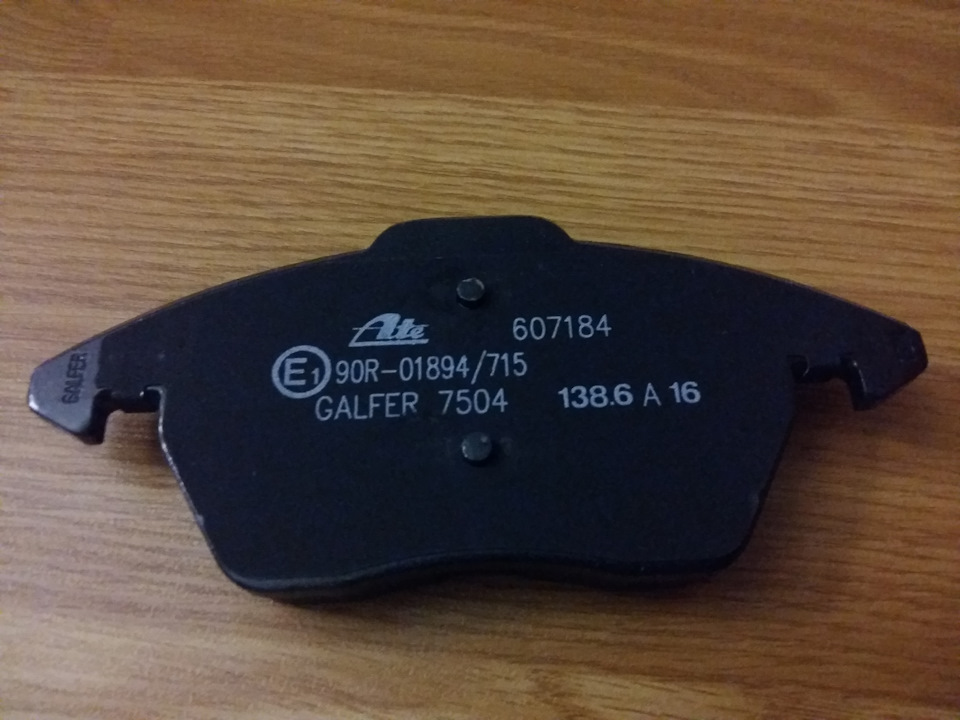 Ate 607184
E1 90R-01894/715
GALFER 7504 138.6 A 16
GALFER